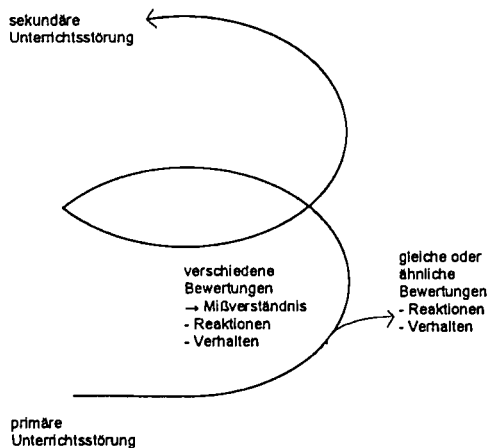 sekundäre
Unterrichtsstörung
verschiedene
Bewertungen
→ Mißverständnis
- Reaktionen
- Verhalten
gleiche oder
ähnliche
Bewertungen
- Reaktionen
- Verhalten
primäre
Unterrichtsstörung